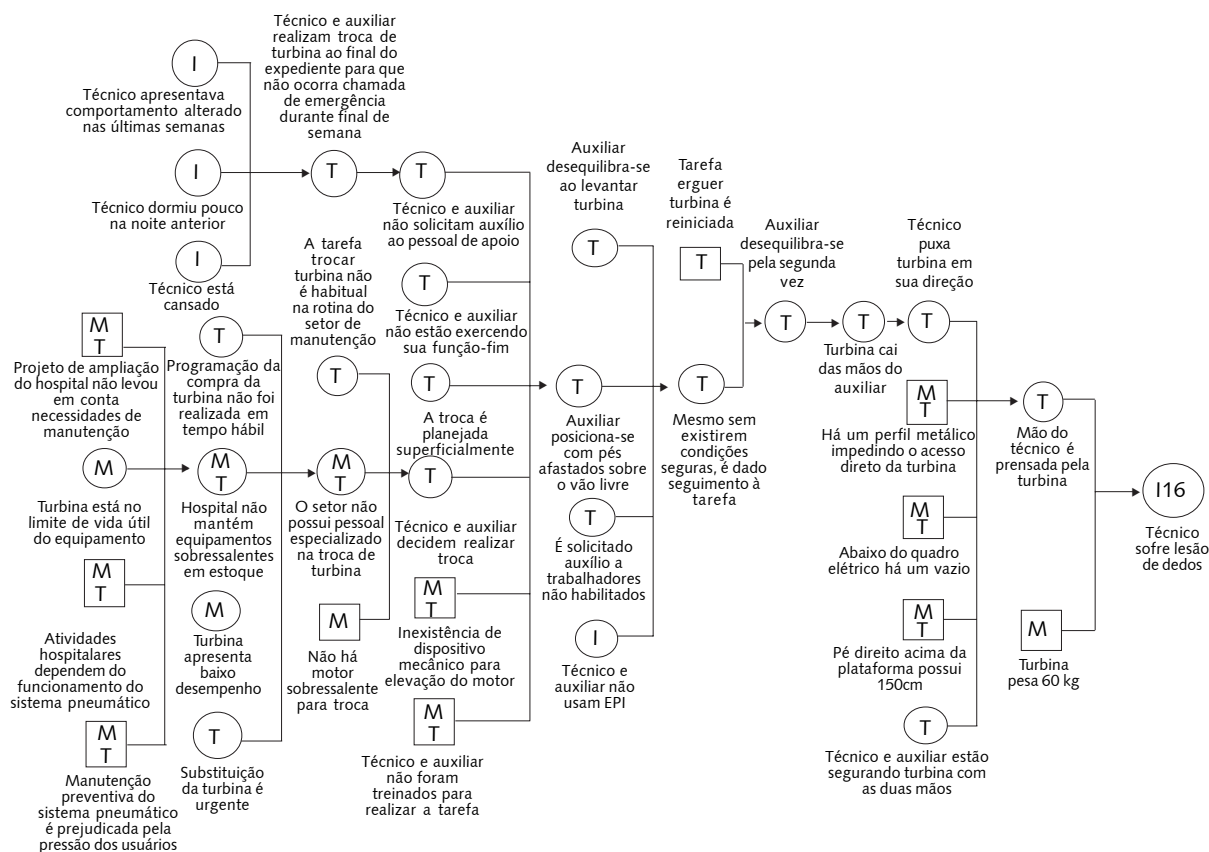 I
Técnico apresentava
comportamento alterado
nas últimas semanas
I
Técnico dormiu pouco
na noite anterior
I
Técnico está
cansado
Técnico e auxiliar
realizam troca de
turbina ao final do
expediente para que
não ocorra chamada
de emergência
durante final de
semana
T
T
Técnico e auxiliar
não solicitam auxílio
ao pessoal de apoio
T
Técnico e auxiliar
não estão exercendo
sua função-fim
T
A troca é
planejada
superficialmente
T
Técnico e auxiliar
decidem realizar
troca
M
T
Inexistência de
dispositivo
mecânico para
elevação do motor
M
T
Técnico e auxiliar
não foram
treinados para
realizar a tarefa
M
T
Projeto de ampliação
do hospital não levou
em conta
necessidades de
manutenção
M
Turbina está no
limite de vida útil
do equipamento
M
T
Atividades
hospitalares
dependem do
funcionamento do
sistema pneumático
M
T
Manutenção
preventiva do
sistema pneumático
é prejudicada pela
pressão dos usuários
T
Programação da
compra da
turbina não foi
realizada em
tempo hábil
M
T
Hospital não
mantém
equipamentos
sobressalentes
em estoque
M
Turbina
apresenta
baixo
desempenho
T
Substituição
da turbina é
urgente
A tarefa
trocar
turbina não
é habitual
na rotina do
setor de
manutenção
T
M
T
O setor não
possui pessoal
especializado
na troca de
turbina
M
Não há
motor
sobressalente
para troca
Auxiliar
desequilibra-se
ao levantar
turbina
T
T
Auxiliar
posiciona-se
com pés
afastados sobre
o vão livre
T
É solicitado
auxílio a
trabalhadores
não habilitados
I
Técnico e
auxiliar não
usam EPI
Tarefa
erguer
turbina é
reiniciada
T
T
Mesmo sem
existirem
condições
seguras, é dado
seguimento à
tarefa
Auxiliar
desequilibra-se
pela segunda
vez
T
T
Turbina cai
das mãos do
auxiliar
Técnico
puxa
turbina em
sua direção
T
M
T
Há um perfil metálico
impedindo o acesso
direto da turbina
M
T
Abaixo do quadro
elétrico há um vazio
M
T
Pé direito acima da
plataforma possui
150cm
T
Técnico e auxiliar estão
segurando turbina com
as duas mãos
T
Mão do
técnico é
prensada pela
turbina
M
Turbina
pesa 60 kg
I16
Técnico
sofre lesão
de dedos